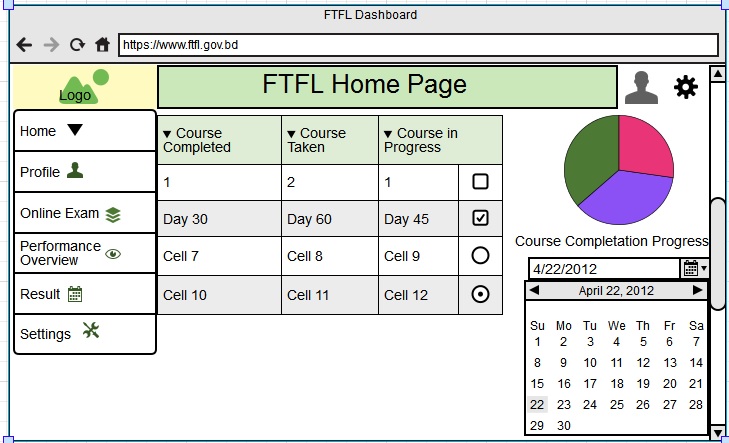 FTFL Dashboard
https://www.ftfl.gov.bd
Logo
FTFL Home Page
Home
Profile
Online Exam
Performance
Overview
Result
Settings
Course
Completed
Course
Taken
Course in
Progress
1 2 1
Day 30 Day 60 Day 45
Cell 7 Cell 8 Cell 9
Cell 10 Cell 11 Cell 12
Course Completation Progress
4/22/2012
April 22, 2012
Su Mo Tu We Th Fr Sa
1 2 3 4 5 6 7
8 9 10 11 12 13 14
15 16 17 18 19 20 21
22 23 24 25 26 27 28
29 30